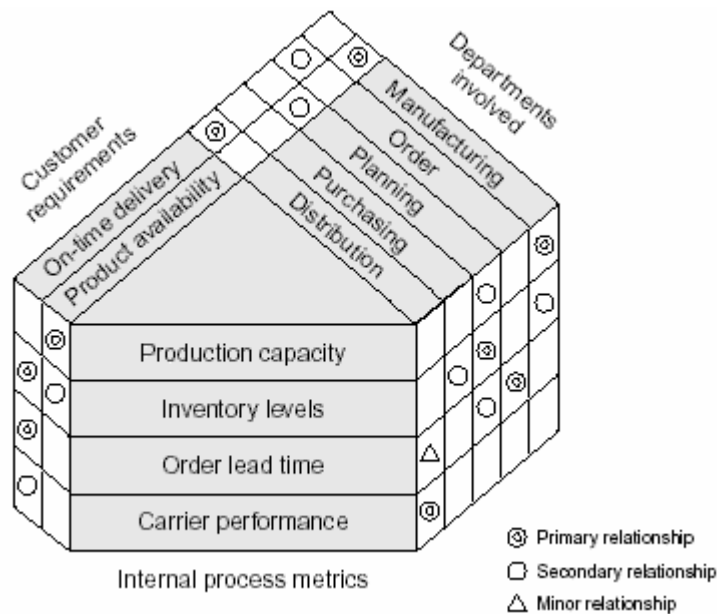 Customer
requirements
Departments
involved
On-time delivery
Product availability
Manufacturing
Order
Planning
Purchasing
Distribution
Production capacity
Inventory levels
Order lead time
Carrier performance
Internal process metrics
Primary relationship
Secondary relationship
Minor relationship